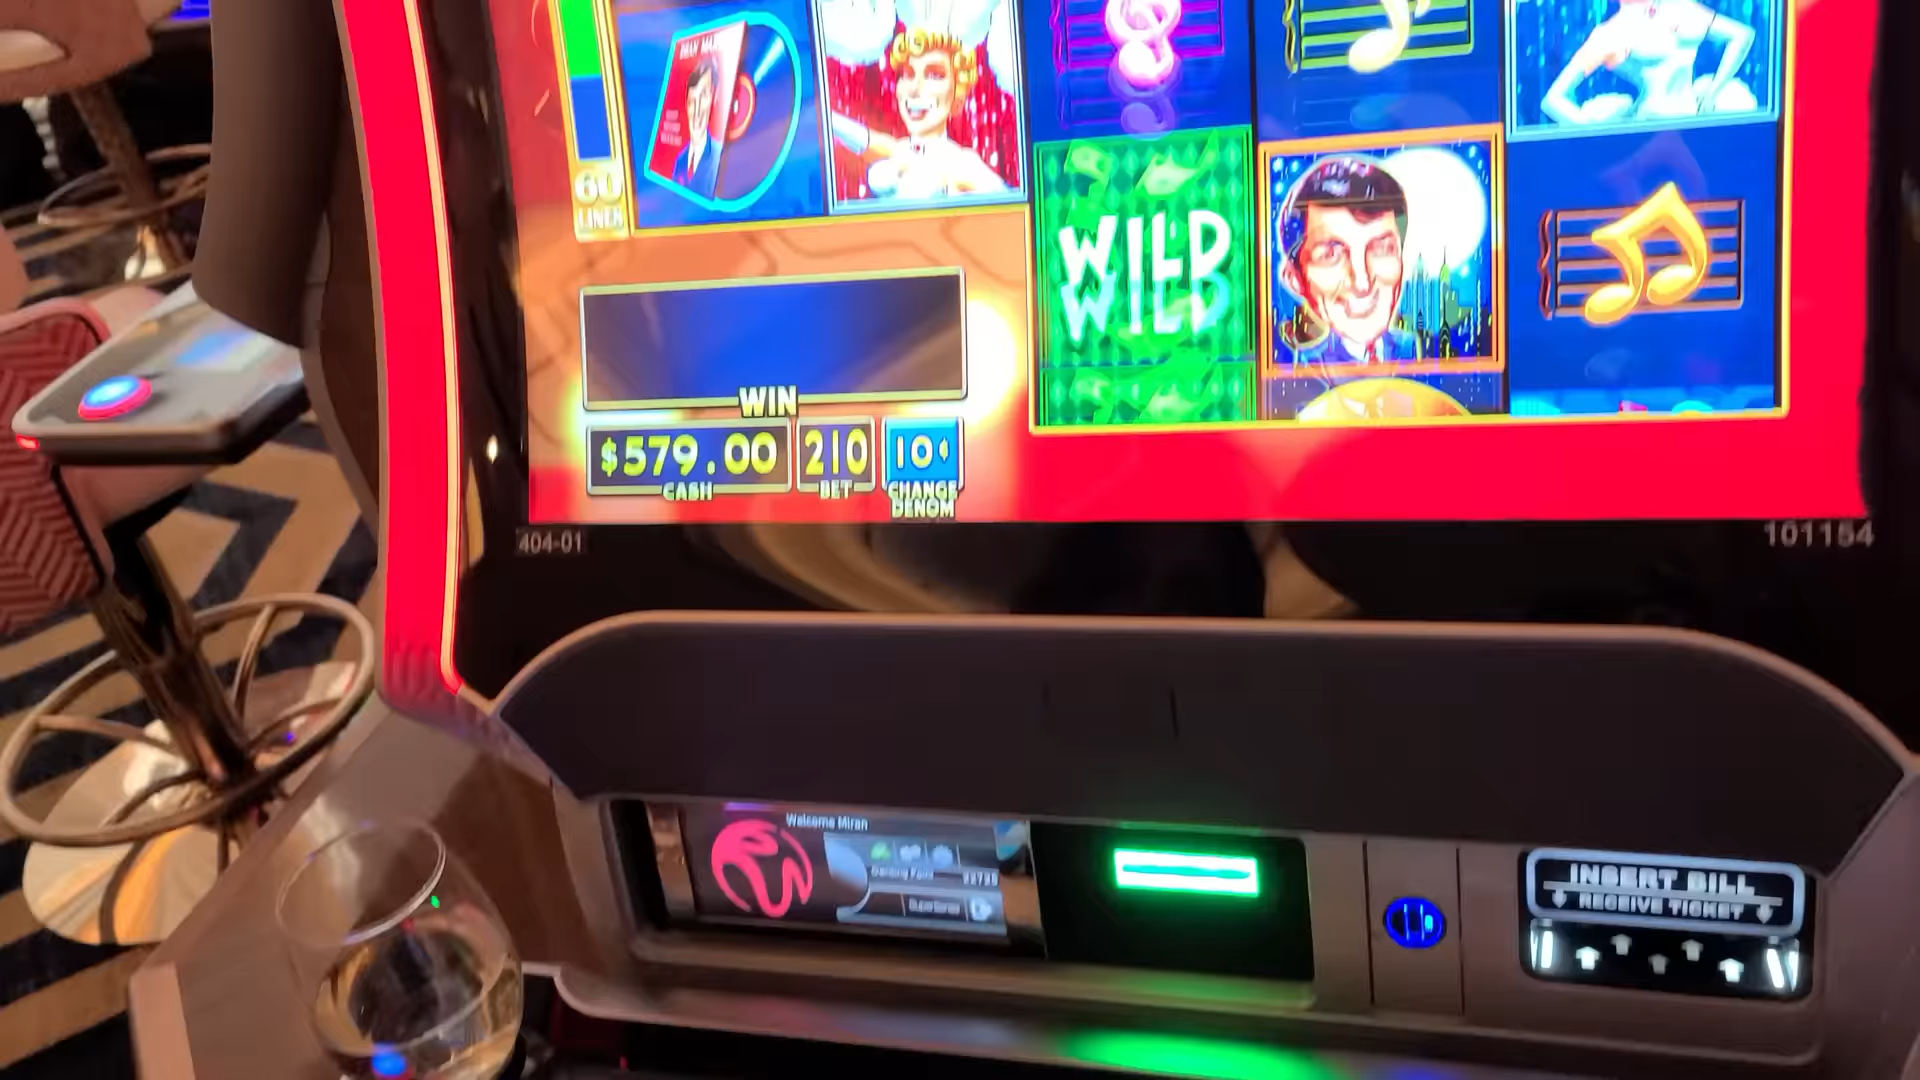 60
LINES
WILD
WILD
WIN
$579.00
CASH
210
BET
10¢
CHANGE
DENOM
404-01
101154
Welcome Miran
INSERT BILL
RECEIVE TICKET